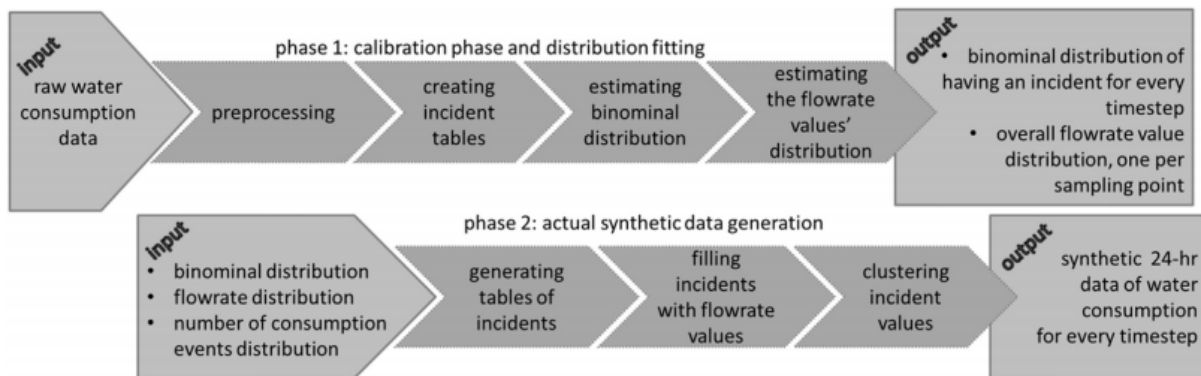 phase 1: calibration phase and distribution fitting
input
raw water
consumption
data
preprocessing
creating
incident
tables
estimating
binominal
distribution
estimating
the flowrate
values'
distribution
output
• binominal distribution of
having an incident for every
timestep
• overall flowrate value
distribution, one per
sampling point
phase 2: actual synthetic data generation
input
• binominal distribution
• flowrate distribution
• number of consumption
events distribution
generating
tables of
incidents
filling
incidents
with flowrate
values
clustering
incident
values
output
synthetic 24-hr
data of water
consumption
for every timestep